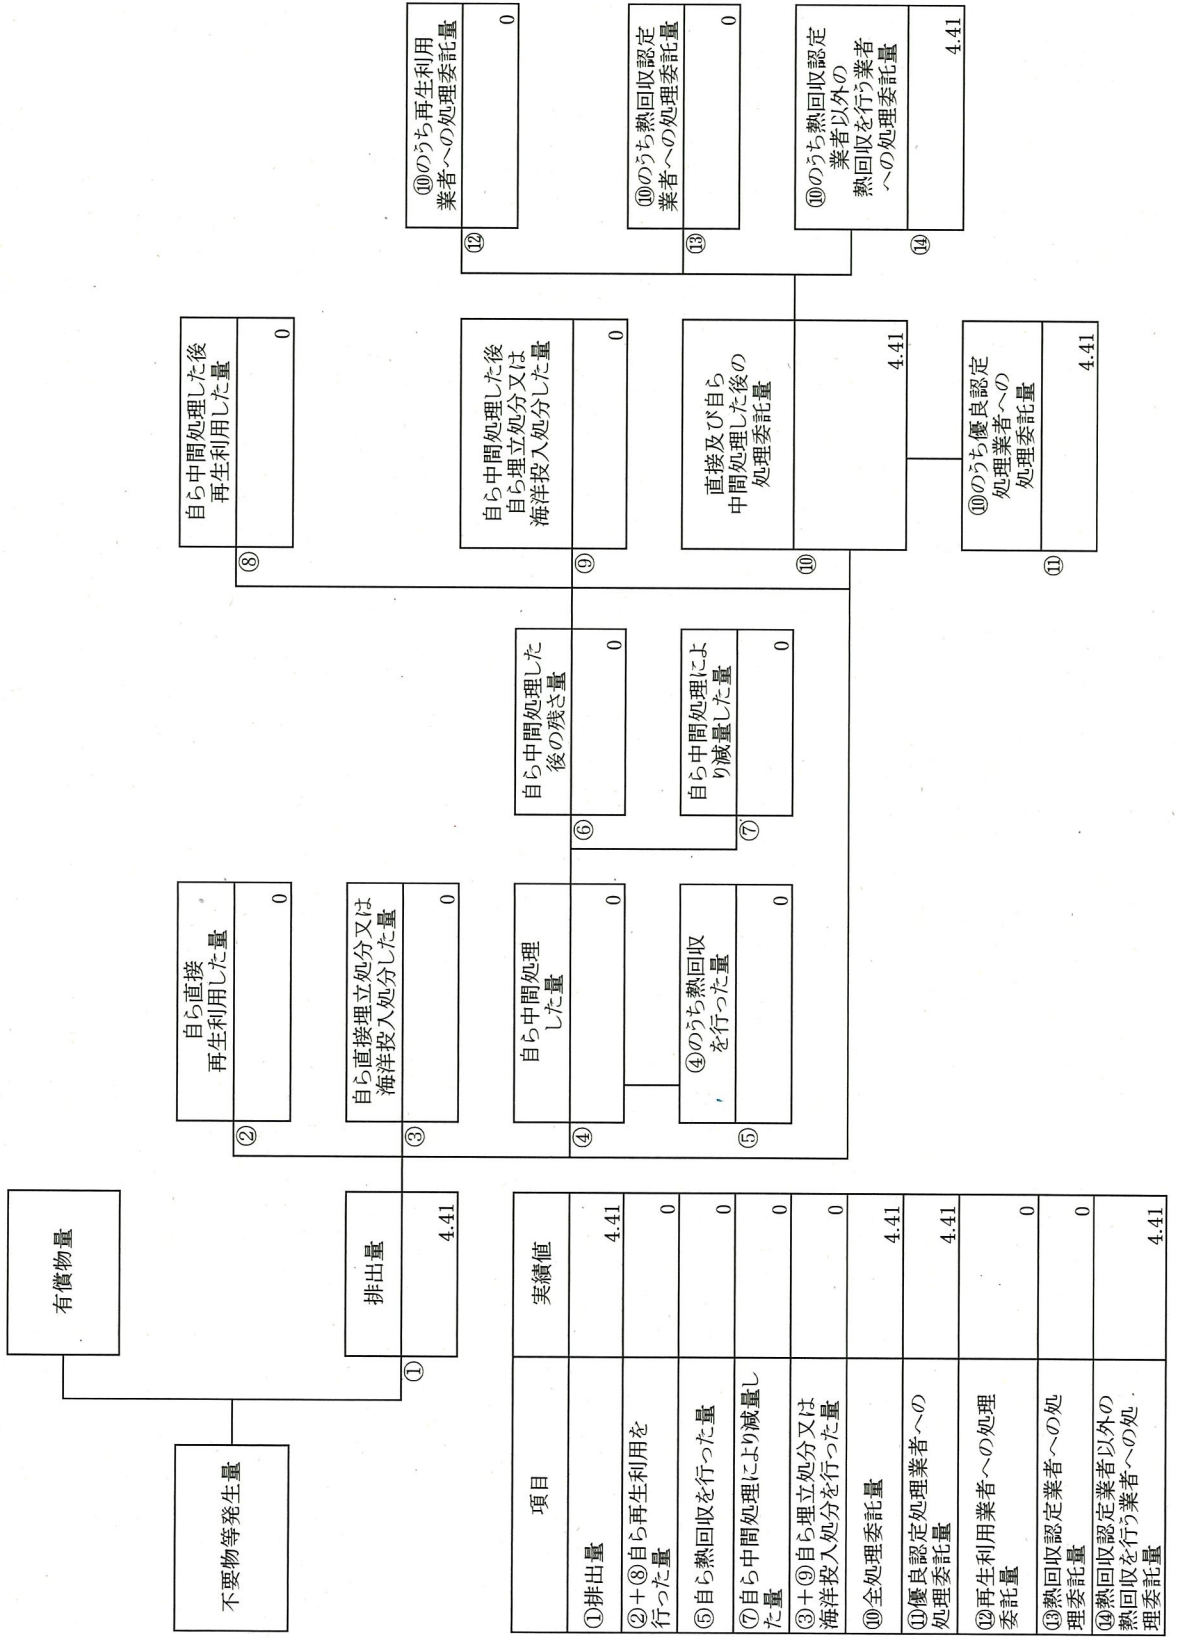 不要物等発生量
有償物量
①
排出量
4.41
②
自ら直接
再生利用した量
0
③
自ら直接埋立処分又は
海洋投入処分した量
0
④
自ら中間処理
した量
0
⑤
④のうち熱回収
を行った量
0
⑥
自ら中間処理した
後の残さ量
0
⑦
自ら中間処理によ
り減量した量
0
⑧
自ら中間処理した後
再生利用した量
0
⑨
自ら中間処理した後
自ら埋立処分又は
海洋投入処分した量
0
⑩
直接及び自ら
中間処理した後の
処理委託量
4.41
⑪
⑩のうち優良認定
処理業者への
処理委託量
4.41
⑫
⑩のうち再生利用
業者への処理委託量
0
⑬
⑩のうち熱回収認定
業者への処理委託量
0
⑭
⑩のうち熱回収認定
業者以外の
熱回収を行う業者
への処理委託量
4.41
項目 実績値
①排出量 4.41
②+⑧自ら再生利用を
行った量 0
⑤自ら熱回収を行った量 0
⑦自ら中間処理により減量し
た量 0
③+⑨自ら埋立処分又は
海洋投入処分を行った量 0
⑩全処理委託量 4.41
⑪優良認定処理業者への
処理委託量 4.41
⑫再生利用業者への処理
委託量 0
⑬熱回収認定業者への処
理委託量 0
⑭熱回収認定業者以外の
熱回収を行う業者への処
理委託量 4.41